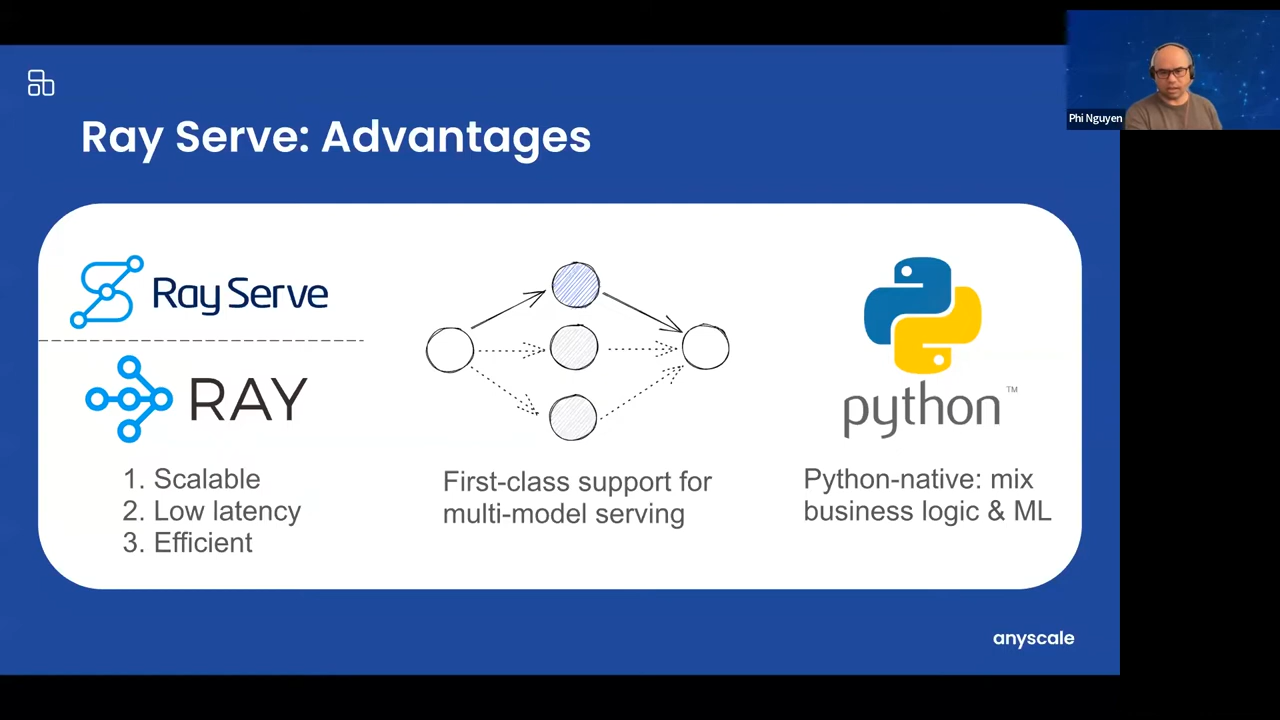 Ray Serve: Advantages
Phi Nguyen
Ray Serve
RAY
1. Scalable
2. Low latency
3. Efficient
First-class support for
multi-model serving
python™
Python-native: mix
business logic & ML
anyscale